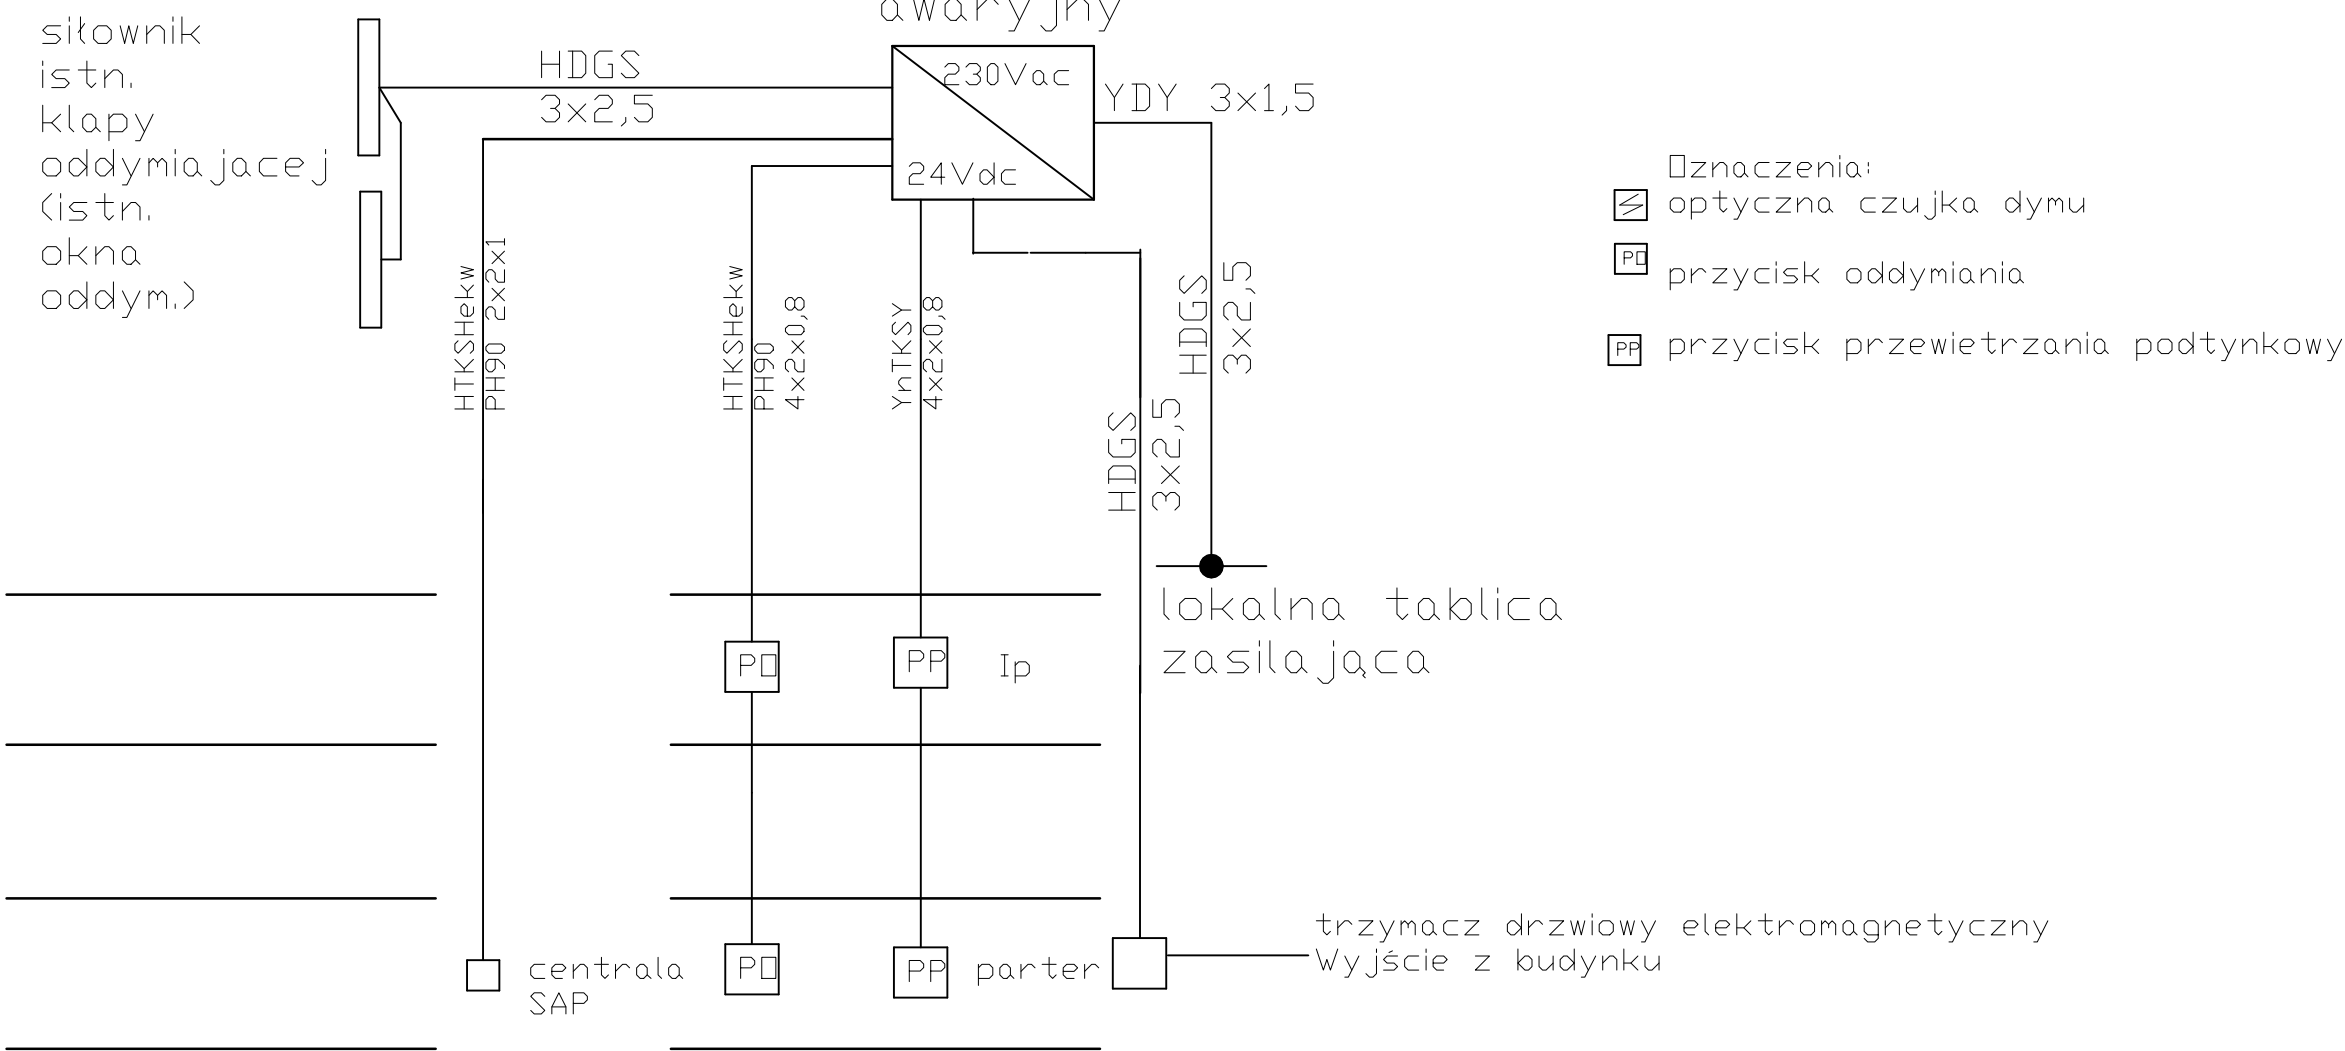 awaryjny
siłownik
istn.
klapy
oddymiajacej
(istn.
okna
oddym.)
HDGS
3x2,5
230Vac
24Vdc
YDY 3x1,5
HTKSHekw
PH90 2x2x1
HTKSHekw
PH90
4x2x0,8
YnTKSY
4x2x0,8
HDGS
3x2,5
HDGS
3x2,5
lokalna tablica
zasilająca
PO
PP
Ip
centrala
SAP
PO
PP
parter
trzymacz drzwiowy elektromagnetyczny
Wyjście z budynku
Oznaczenia:
optyczna czujka dymu
PO
przycisk oddymiania
PP
przycisk przewietrzania podtynkowy